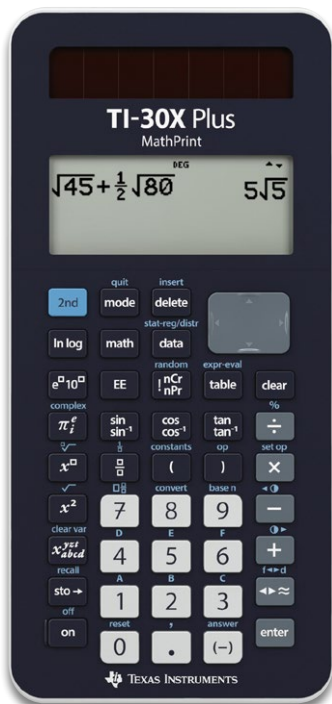 TI-30X Plus
MathPrint
DEG
√45+½√80 5√5
quit insert
2nd mode delete
stat-reg/distr
ln log math data
random expr-eval
e□10□ EE ! nCr nPr table clear
complex %
π e i sin sin⁻¹ cos cos⁻¹ tan tan⁻¹ ÷
constants op set op
x□ ( ) ×
convert base n
x² 7 8 9 −
clear var D E F
x yzt abcd 4 5 6 +
recall A B C f◄►d
sto→ 1 2 3 ◄►≈
off reset , answer
on 0 . (−) enter
TEXAS INSTRUMENTS